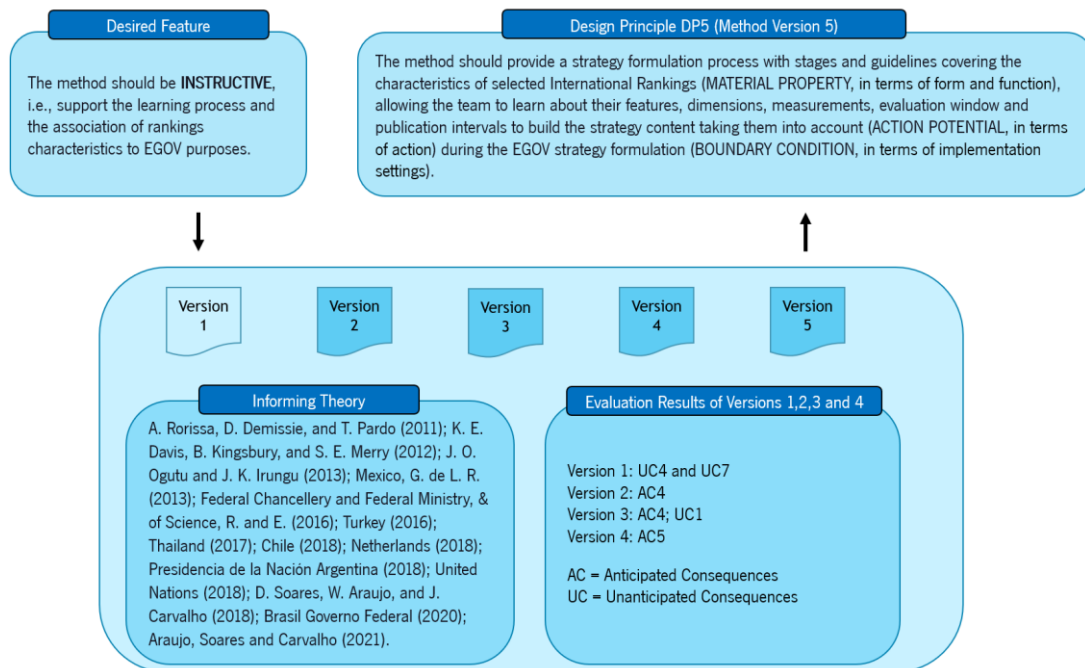 Desired Feature
The method should be INSTRUCTIVE,
i.e., support the learning process and
the association of rankings
characteristics to EGOV purposes.
Design Principle DP5 (Method Version 5)
The method should provide a strategy formulation process with stages and guidelines covering the
characteristics of selected International Rankings (MATERIAL PROPERTY, in terms of form and function),
allowing the team to learn about their features, dimensions, measurements, evaluation window and
publication intervals to build the strategy content taking them into account (ACTION POTENTIAL, in terms
of action) during the EGOV strategy formulation (BOUNDARY CONDITION, in terms of implementation
settings).
Version
1
Version
2
Version
3
Version
4
Version
5
Informing Theory
A. Rorissa, D. Demissie, and T. Pardo (2011); K. E.
Davis, B. Kingsbury, and S. E. Merry (2012); J. O.
Ogutu and J. K. Irungu (2013); Mexico, G. de L. R.
(2013); Federal Chancellery and Federal Ministry, &
of Science, R. and E. (2016); Turkey (2016);
Thailand (2017); Chile (2018); Netherlands (2018);
Presidencia de la Nación Argentina (2018); United
Nations (2018); D. Soares, W. Araujo, and J.
Carvalho (2018); Brasil Governo Federal (2020);
Araujo, Soares and Carvalho (2021).
Evaluation Results of Versions 1,2,3 and 4
Version 1: UC4 and UC7
Version 2: AC4
Version 3: AC4; UC1
Version 4: AC5
AC = Anticipated Consequences
UC = Unanticipated Consequences